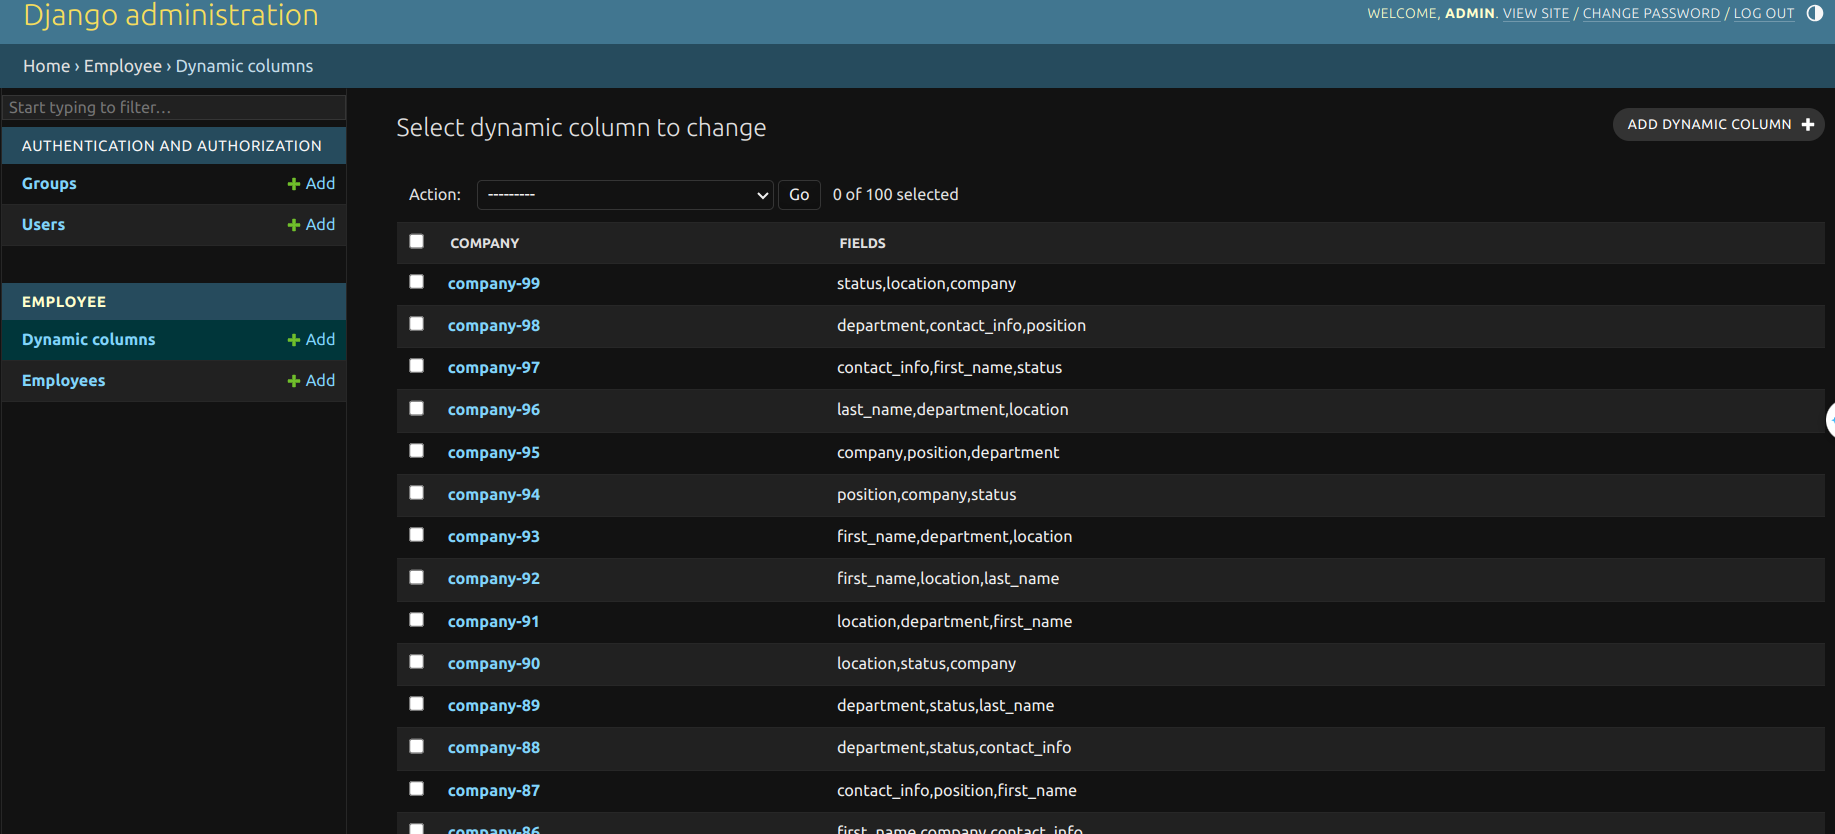 Django administration
WELCOME, ADMIN. VIEW SITE / CHANGE PASSWORD / LOG OUT
Home › Employee › Dynamic columns
Start typing to filter…
AUTHENTICATION AND AUTHORIZATION
Groups + Add
Users + Add
EMPLOYEE
Dynamic columns + Add
Employees + Add
Select dynamic column to change
ADD DYNAMIC COLUMN +
Action: --------- Go 0 of 100 selected
COMPANY FIELDS
company-99 status,location,company
company-98 department,contact_info,position
company-97 contact_info,first_name,status
company-96 last_name,department,location
company-95 company,position,department
company-94 position,company,status
company-93 first_name,department,location
company-92 first_name,location,last_name
company-91 location,department,first_name
company-90 location,status,company
company-89 department,status,last_name
company-88 department,status,contact_info
company-87 contact_info,position,first_name
company-86 first_name,company,contact_info